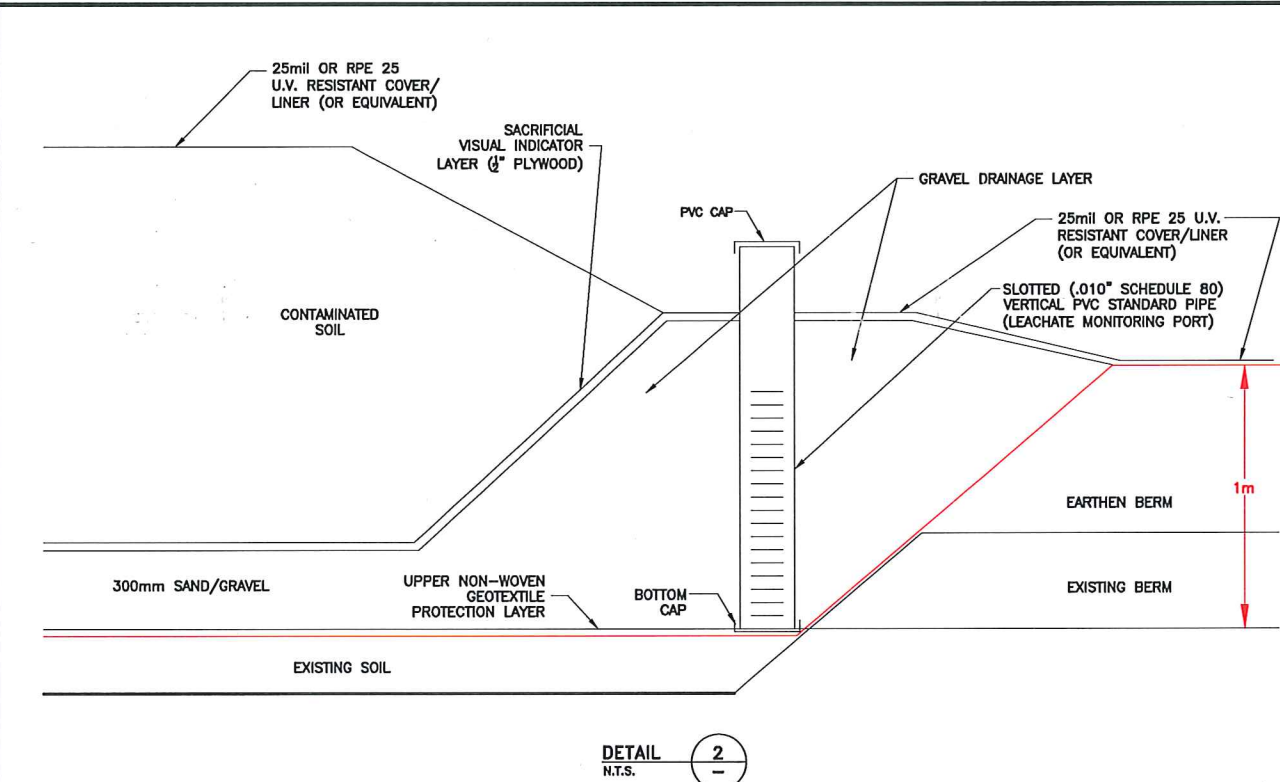 25mil OR RPE 25
U.V. RESISTANT COVER/
LINER (OR EQUIVALENT)
SACRIFICIAL
VISUAL INDICATOR
LAYER (½" PLYWOOD)
GRAVEL DRAINAGE LAYER
PVC CAP
25mil OR RPE 25 U.V.
RESISTANT COVER/LINER
(OR EQUIVALENT)
SLOTTED (.010" SCHEDULE 80)
VERTICAL PVC STANDARD PIPE
(LEACHATE MONITORING PORT)
CONTAMINATED
SOIL
1m
EARTHEN BERM
300mm SAND/GRAVEL
UPPER NON-WOVEN
GEOTEXTILE
PROTECTION LAYER
BOTTOM
CAP
EXISTING BERM
EXISTING SOIL
DETAIL 2
N.T.S. –